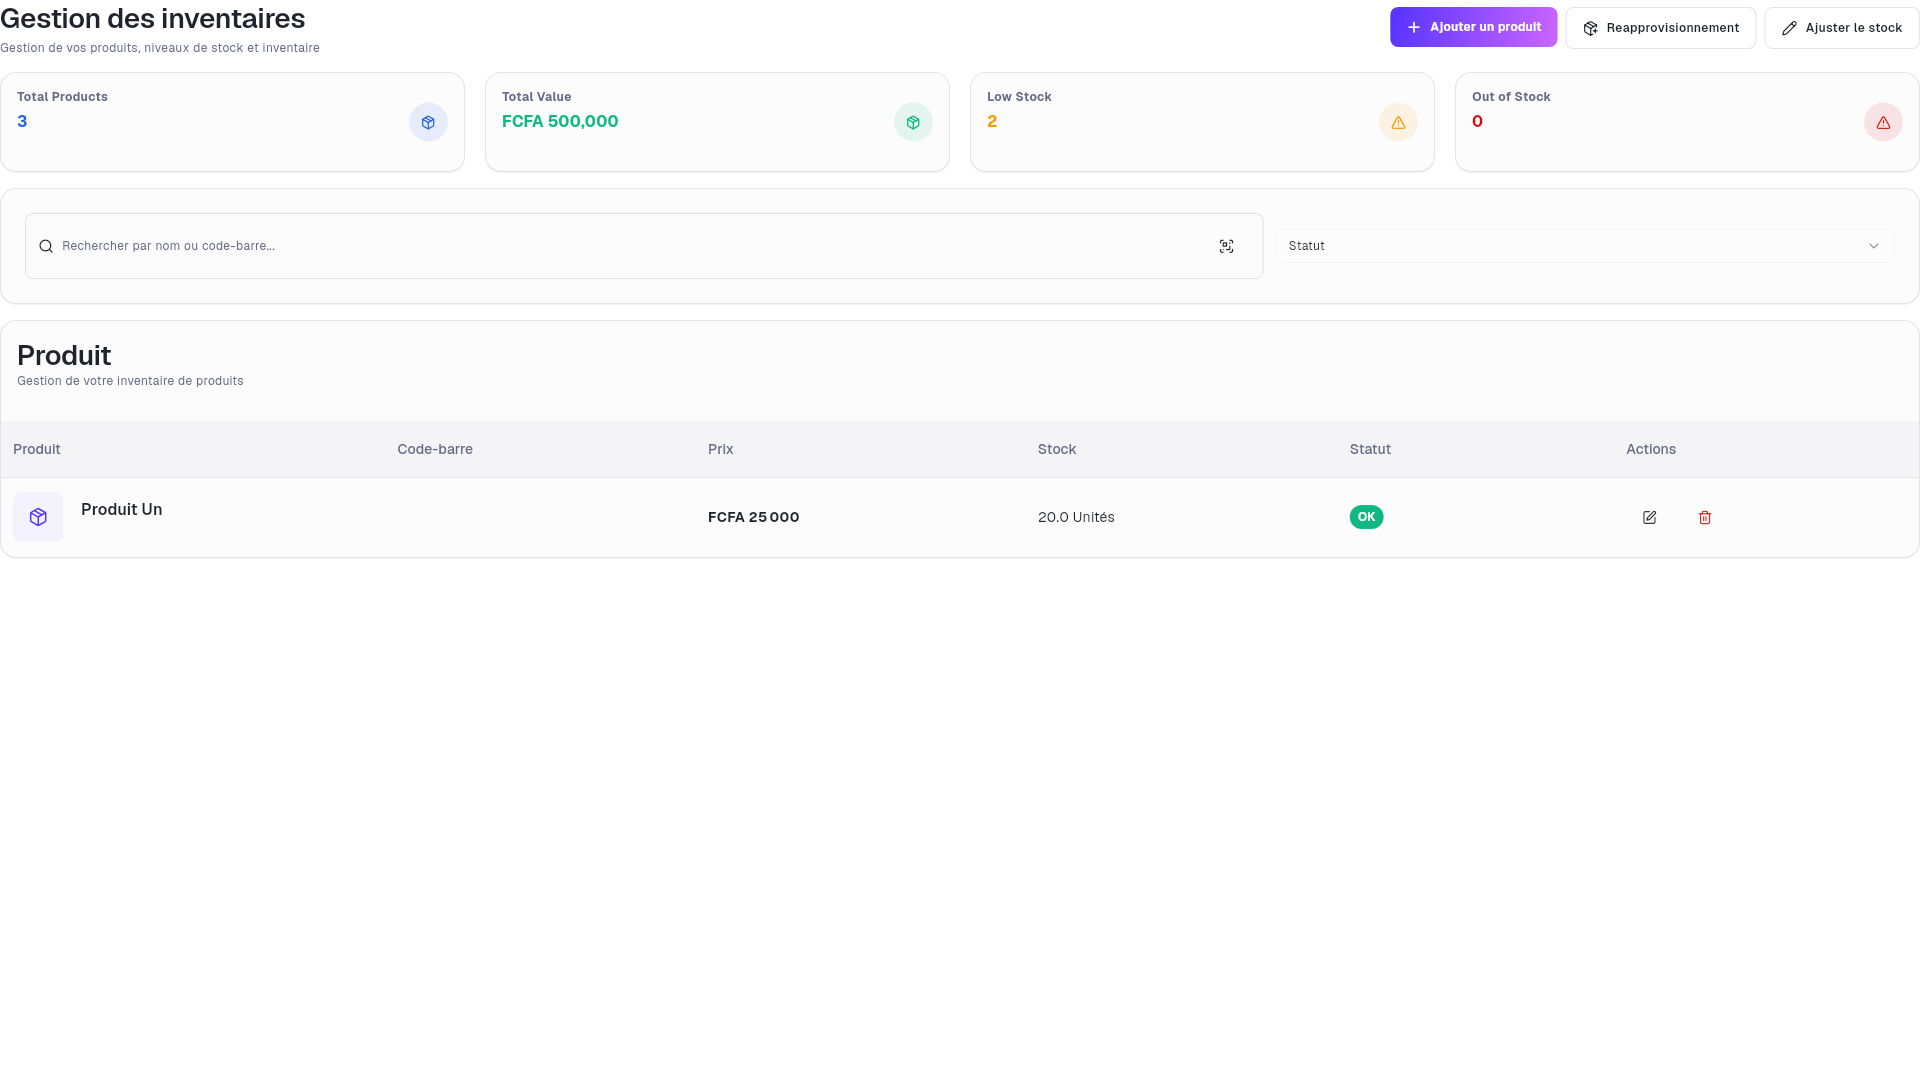 Gestion des inventaires
Gestion de vos produits, niveaux de stock et inventaire
Ajouter un produit
Reapprovisionnement
Ajuster le stock
Total Products
3
Total Value
FCFA 500,000
Low Stock
2
Out of Stock
0
Rechercher par nom ou code-barre...
Statut
Produit
Gestion de votre inventaire de produits
Produit Code-barre Prix Stock Statut Actions
Produit Un FCFA 25 000 20.0 Unités OK